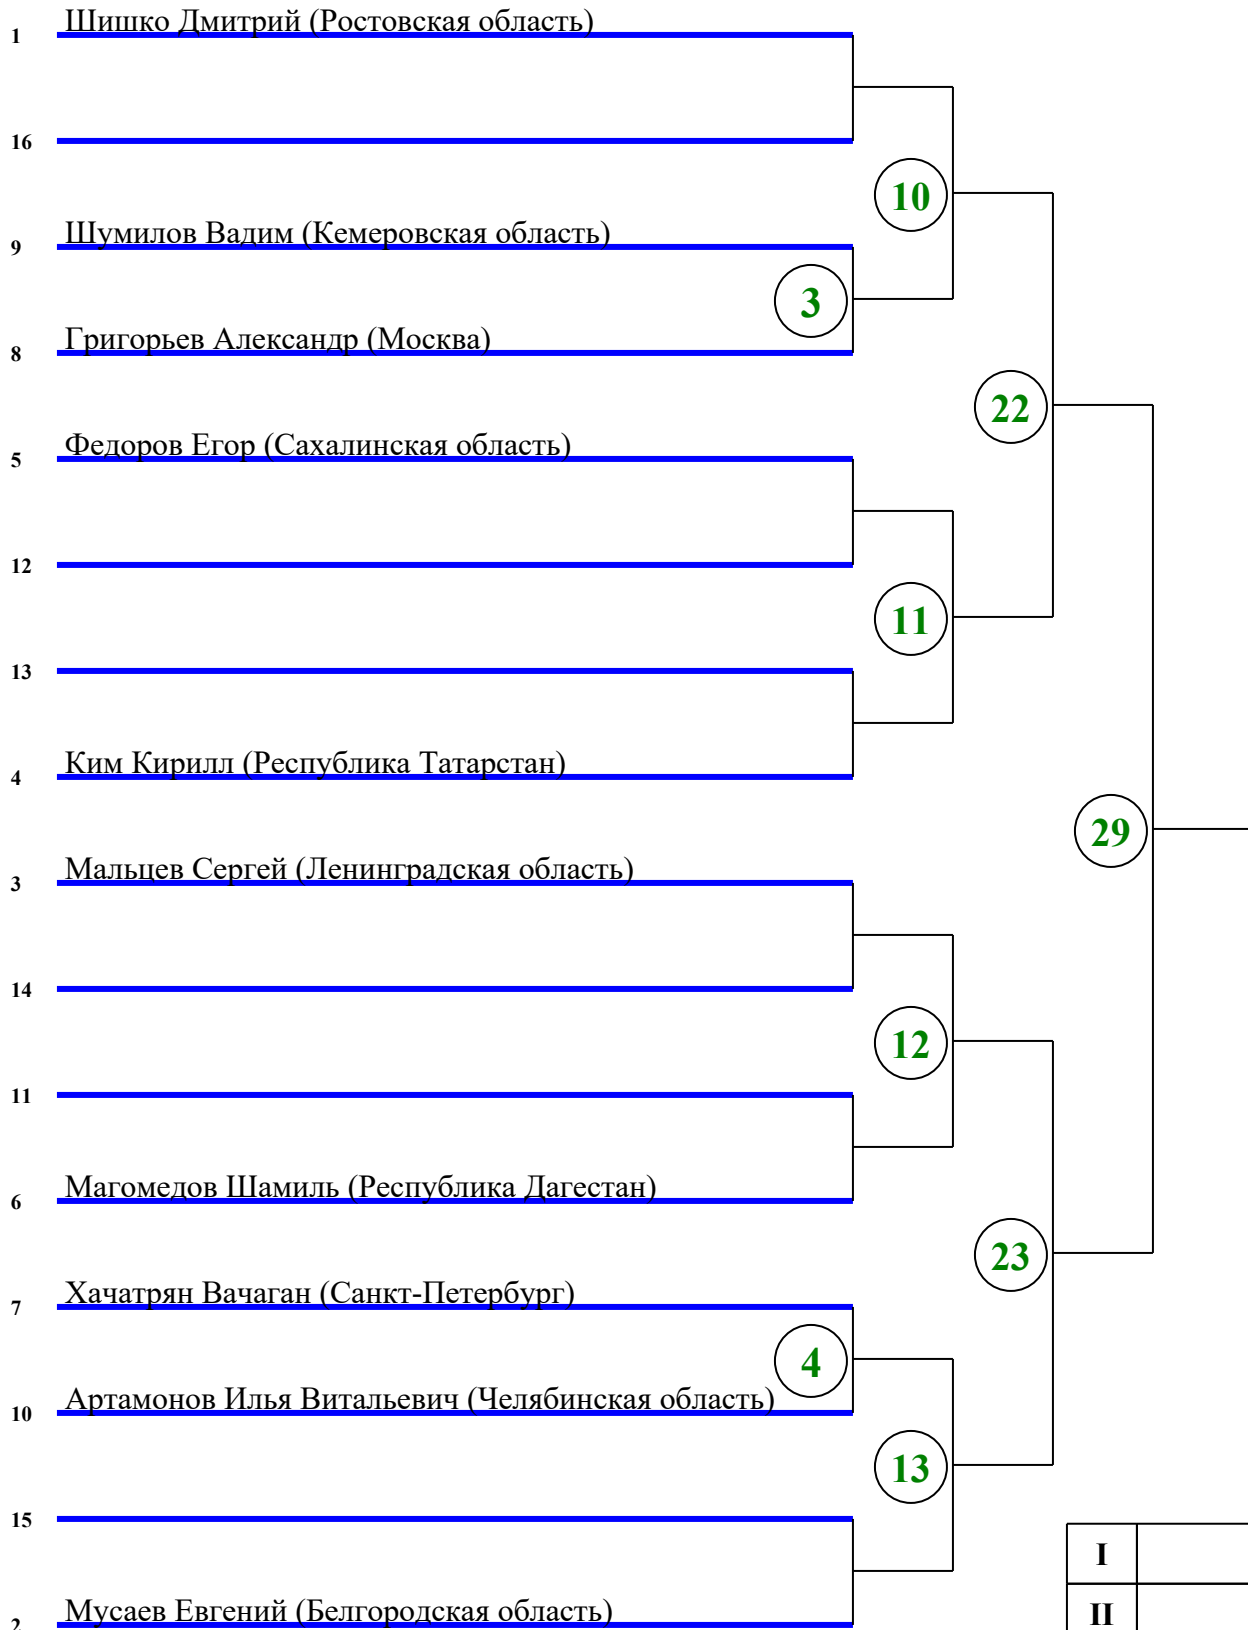 1 Шишко Дмитрий (Ростовская область)
16
10
9 Шумилов Вадим (Кемеровская область)
3
8 Григорьев Александр (Москва)
22
5 Федоров Егор (Сахалинская область)
12
11
13
4 Ким Кирилл (Республика Татарстан)
29
3 Мальцев Сергей (Ленинградская область)
14
12
11
6 Магомедов Шамиль (Республика Дагестан)
23
7 Хачатрян Вачаган (Санкт-Петербург)
4
10 Артамонов Илья Витальевич (Челябинская область)
13
15
I
2 Мусаев Евгений (Белгородская область)
II